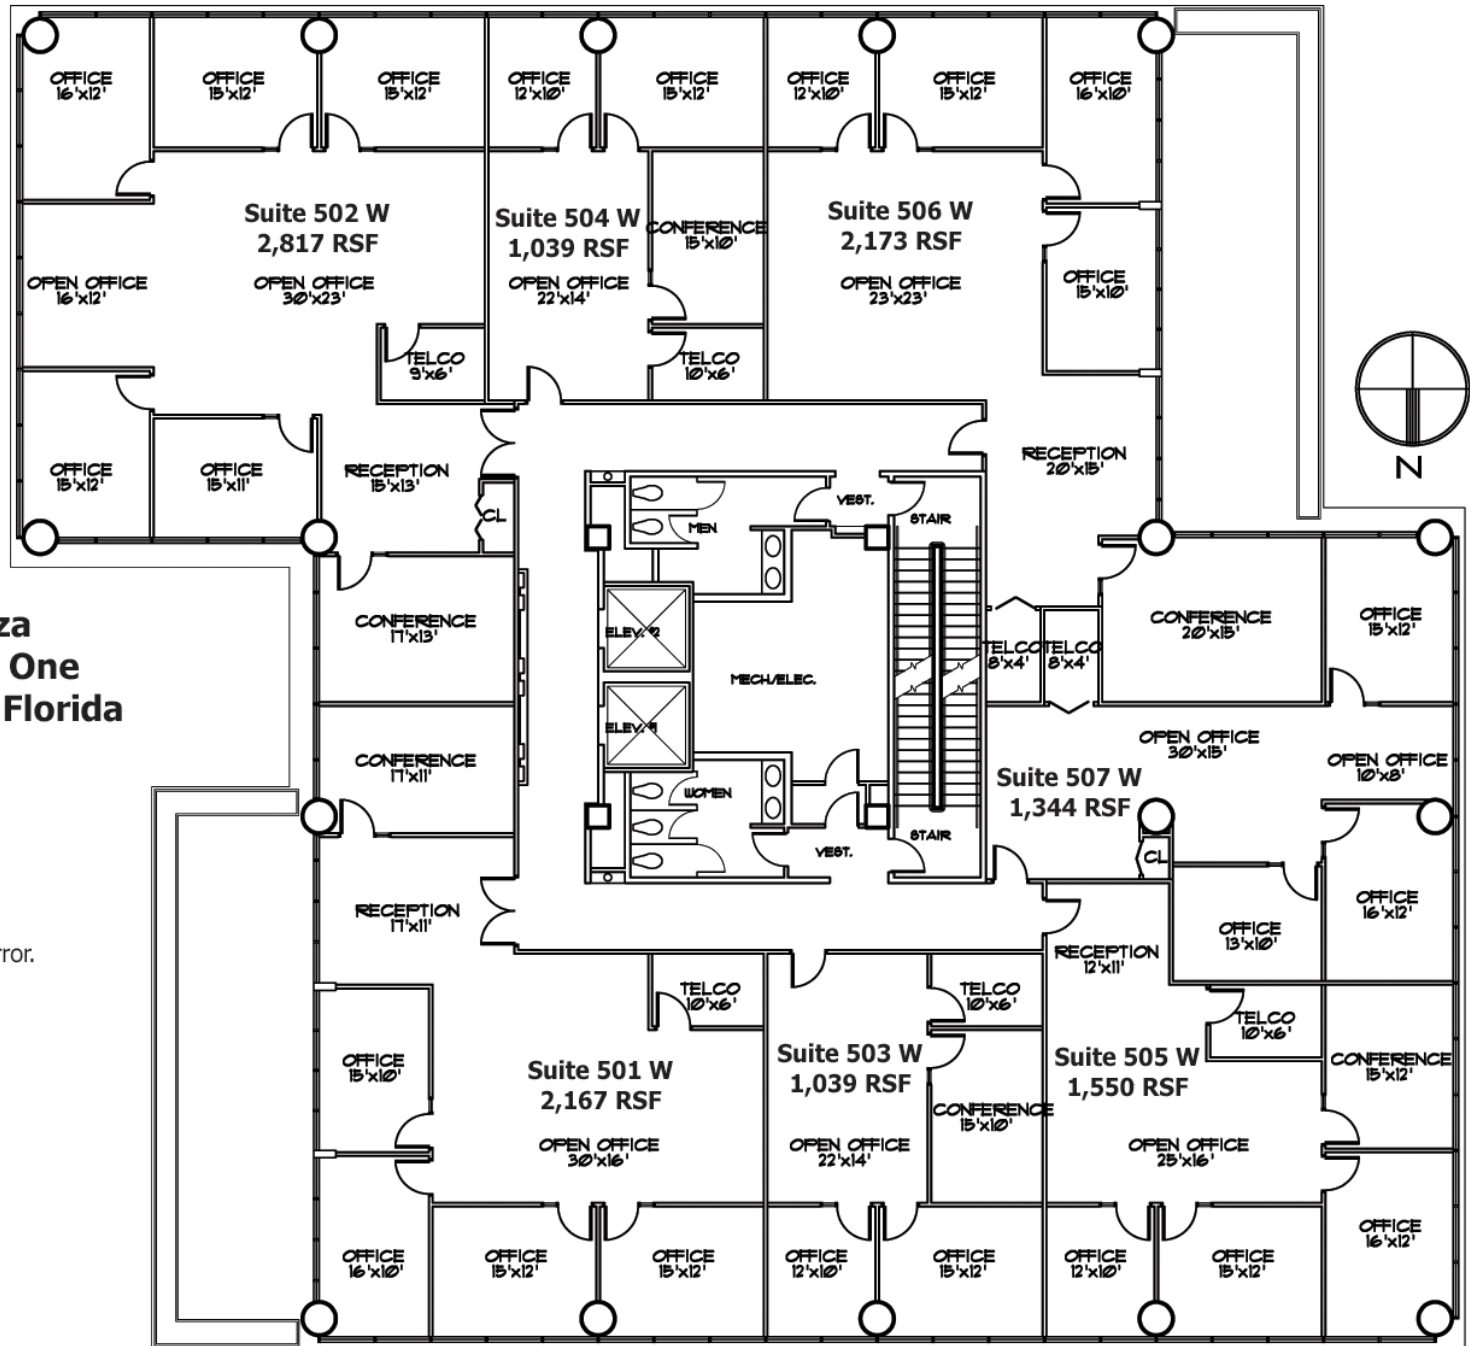 OFFICE
16'x12'
OFFICE
15'x12'
OFFICE
15'x12'
OFFICE
12'x10'
OFFICE
15'x12'
OFFICE
12'x10'
OFFICE
15'x12'
OFFICE
16'x10'
Suite 502 W
2,817 RSF
Suite 504 W
1,039 RSF
CONFERENCE
15'x10'
Suite 506 W
2,173 RSF
OPEN OFFICE
16'x12'
OPEN OFFICE
30'x23'
OPEN OFFICE
22'x14'
OPEN OFFICE
23'x23'
OFFICE
15'x10'
TELCO
9'x6'
TELCO
10'x6'
N
OFFICE
15'x12'
OFFICE
15'x11'
RECEPTION
15'x13'
RECEPTION
20'x15'
CL
MEN
VEST.
STAIR
za
One
Florida
CONFERENCE
17'x13'
ELEV. #2
MECH/ELEC.
TELCO
8'x4'
TELCO
8'x4'
CONFERENCE
20'x15'
OFFICE
15'x12'
CONFERENCE
17'x11'
ELEV. #1
OPEN OFFICE
30'x15'
OPEN OFFICE
10'x8'
Suite 507 W
1,344 RSF
WOMEN
VEST.
STAIR
CL
RECEPTION
17'x11'
OFFICE
16'x12'
OFFICE
13'x10'
rror.
RECEPTION
12'x11'
TELCO
10'x6'
TELCO
10'x6'
TELCO
10'x6'
OFFICE
15'x10'
Suite 501 W
2,167 RSF
Suite 503 W
1,039 RSF
Suite 505 W
1,550 RSF
CONFERENCE
15'x12'
CONFERENCE
15'x10'
OPEN OFFICE
30'x16'
OPEN OFFICE
22'x14'
OPEN OFFICE
25'x16'
OFFICE
16'x10'
OFFICE
15'x12'
OFFICE
15'x12'
OFFICE
12'x10'
OFFICE
15'x12'
OFFICE
12'x10'
OFFICE
15'x12'
OFFICE
16'x12'